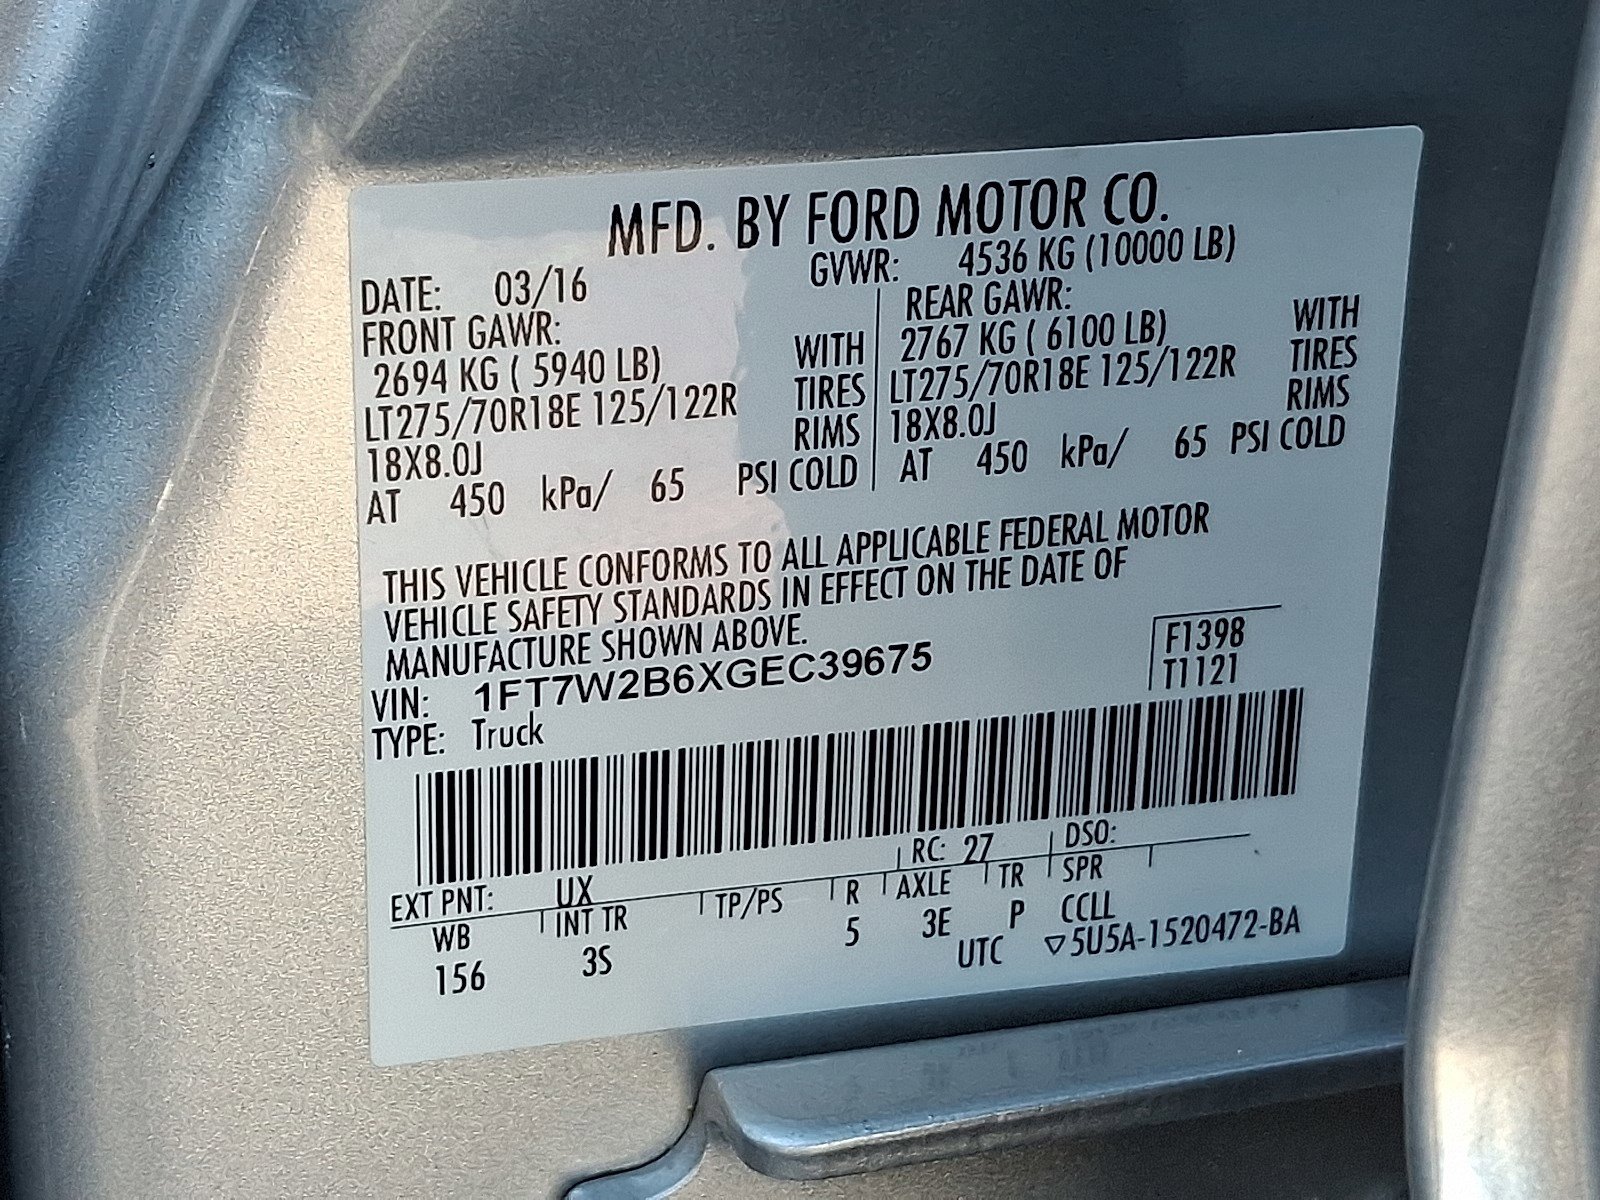 MFD. BY FORD MOTOR CO.
DATE: 03/16 GVWR: 4536 KG (10000 LB)
FRONT GAWR: REAR GAWR:
2694 KG ( 5940 LB) WITH 2767 KG ( 6100 LB) WITH
LT275/70R18E 125/122R TIRES LT275/70R18E 125/122R TIRES
18X8.0J RIMS 18X8.0J RIMS
AT 450 kPa/ 65 PSI COLD AT 450 kPa/ 65 PSI COLD
THIS VEHICLE CONFORMS TO ALL APPLICABLE FEDERAL MOTOR
VEHICLE SAFETY STANDARDS IN EFFECT ON THE DATE OF
MANUFACTURE SHOWN ABOVE.
VIN: 1FT7W2B6XGEC39675 F1398
TYPE: Truck T1121
EXT PNT: UX RC: 27 DSO:
WB INT TR TP/PS R AXLE TR SPR
156 3S 5 3E P CCLL
UTC ▽5U5A-1520472-BA